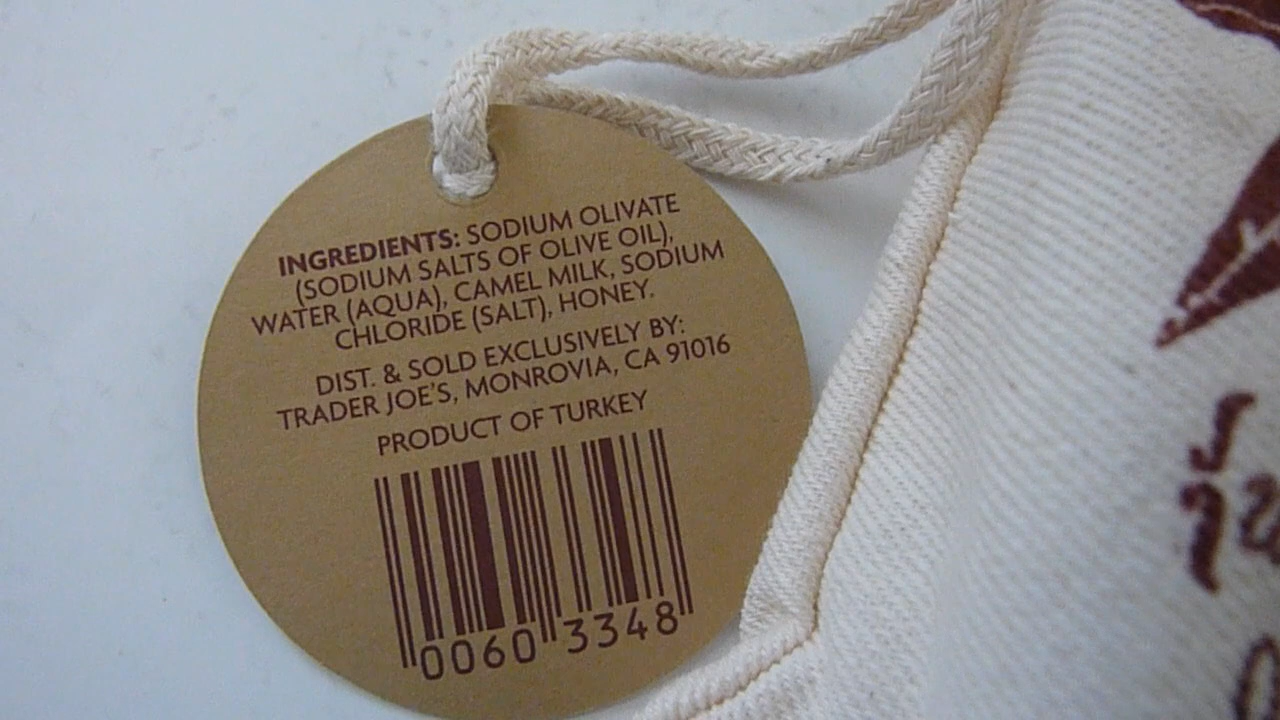 INGREDIENTS: SODIUM OLIVATE
(SODIUM SALTS OF OLIVE OIL),
WATER (AQUA), CAMEL MILK, SODIUM
CHLORIDE (SALT), HONEY.
DIST. & SOLD EXCLUSIVELY BY:
TRADER JOE'S, MONROVIA, CA 91016
PRODUCT OF TURKEY
0060 3348